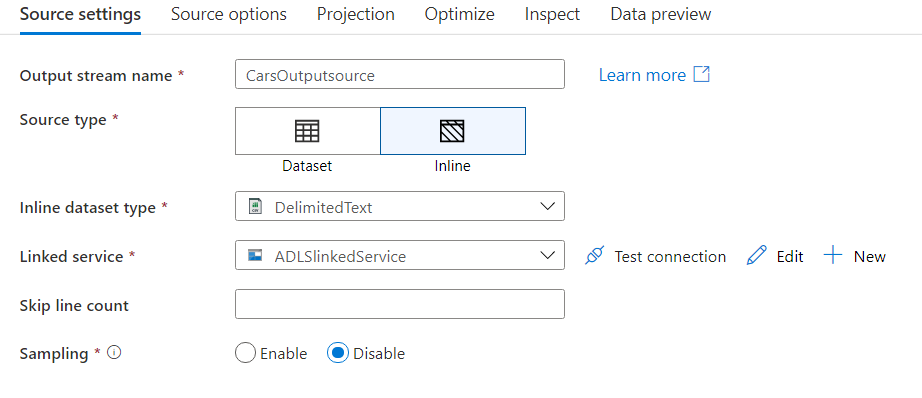 Source settings Source options Projection Optimize Inspect Data preview
Output stream name * CarsOutputsource Learn more
Source type *
Dataset Inline
Inline dataset type * DelimitedText
Linked service * ADLSlinkedService Test connection Edit New
Skip line count
Sampling * Enable Disable